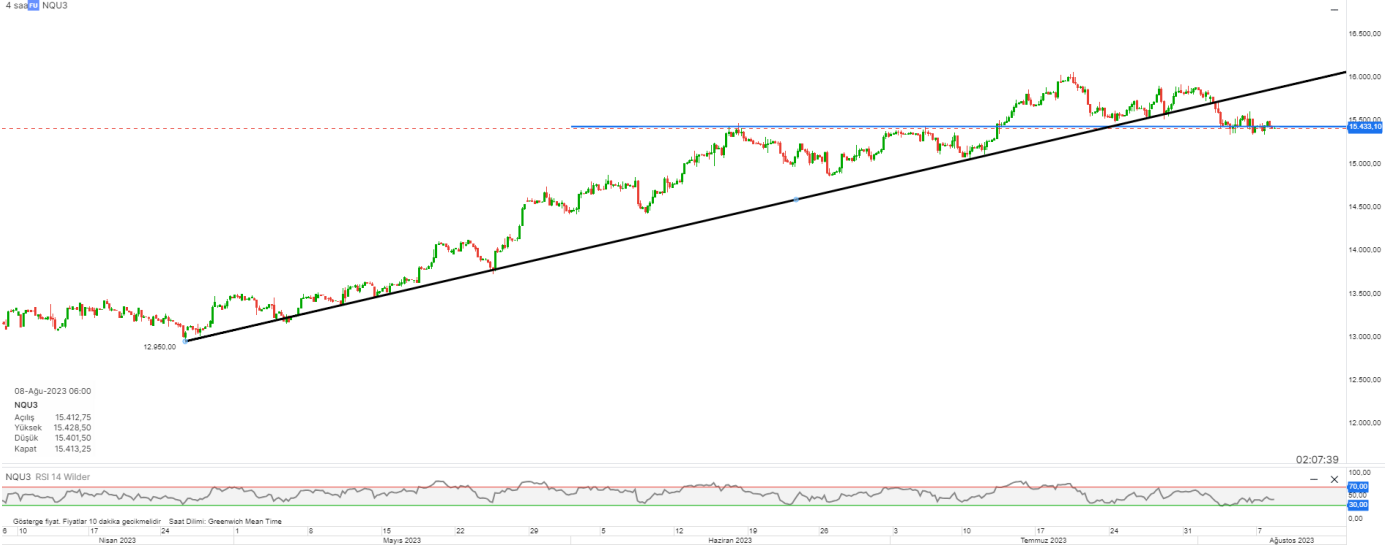 4 saa FU NQU3
16.500,00
16.000,00
15.500,00
15.433,10
15.000,00
14.500,00
14.000,00
13.500,00
13.000,00
12.500,00
12.000,00
12.950,00
08-Ağu-2023 06:00
NQU3
Açılış 15.412,75
Yüksek 15.428,50
Düşük 15.401,50
Kapat 15.413,25
02:07:39
NQU3 RSI 14 Wilder
100,00
70,00
50,00
30,00
0,00
Gösterge fiyat. Fiyatlar 10 dakika gecikmelidir Saat Dilimi: Greenwich Mean Time
6 10 17 24 1 8 15 22 29 5 12 19 26 3 10 17 24 31 7
Nisan 2023 Mayıs 2023 Haziran 2023 Temmuz 2023 Ağustos 2023